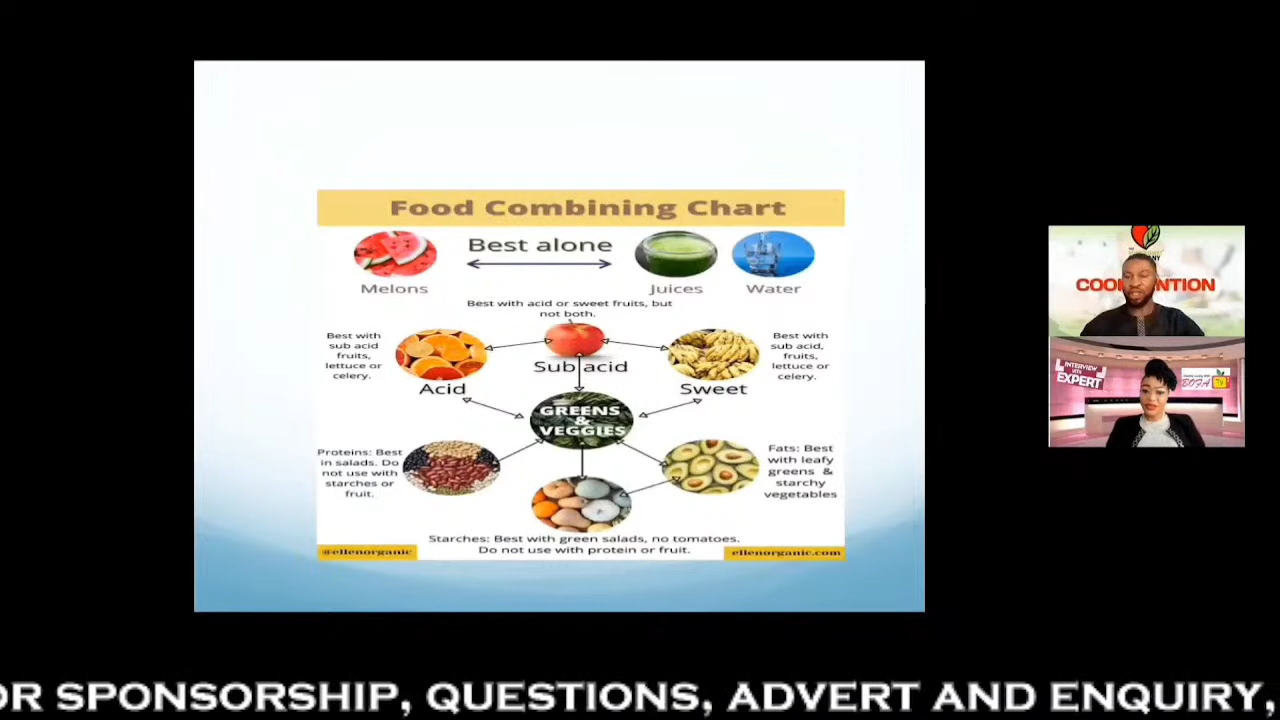 Food Combining Chart
Best alone
Melons
Juices
Water
Best with acid or sweet fruits, but
not both.
Best with
sub acid
fruits,
lettuce or
celery.
Best with
sub acid,
fruits,
lettuce or
celery.
Sub acid
Acid
Sweet
GREENS
&
VEGGIES
Proteins: Best
in salads. Do
not use with
starches or
fruit.
Fats: Best
with leafy
greens &
starchy
vegetables
Starches: Best with green salads, no tomatoes.
Do not use with protein or fruit.
@ellenorganic
ellenorganic.com
INTERVIEW
EXPERT
BOFA
TV
OR SPONSORSHIP, QUESTIONS, ADVERT AND ENQUIRY,